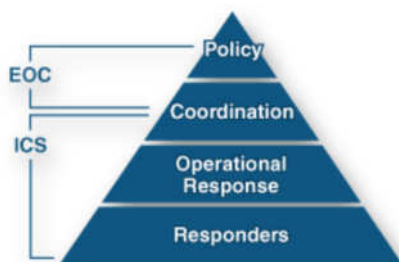 Policy
EOC
Coordination
ICS
Operational
Response
Responders